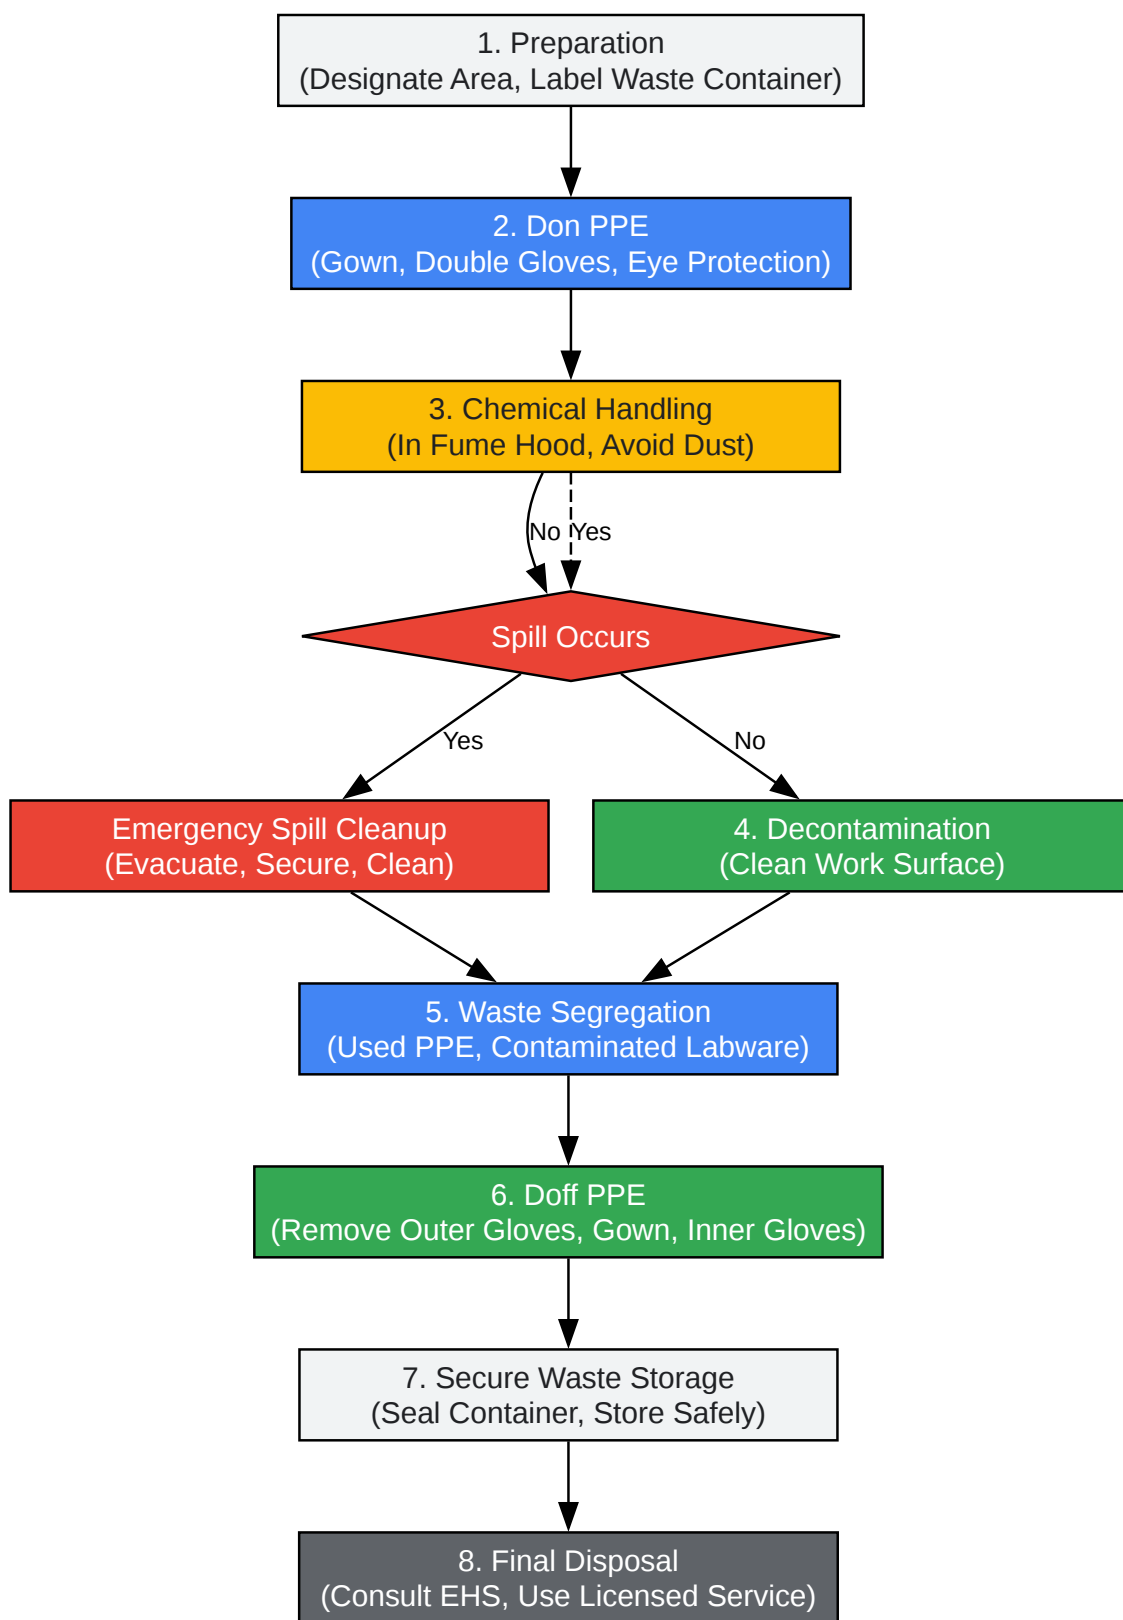 1. Preparation
(Designate Area, Label Waste Container)
2. Don PPE
(Gown, Double Gloves, Eye Protection)
3. Chemical Handling
(In Fume Hood, Avoid Dust)
No
Yes
Spill Occurs
Yes
No
Emergency Spill Cleanup
(Evacuate, Secure, Clean)
4. Decontamination
(Clean Work Surface)
5. Waste Segregation
(Used PPE, Contaminated Labware)
6. Doff PPE
(Remove Outer Gloves, Gown, Inner Gloves)
7. Secure Waste Storage
(Seal Container, Store Safely)
8. Final Disposal
(Consult EHS, Use Licensed Service)